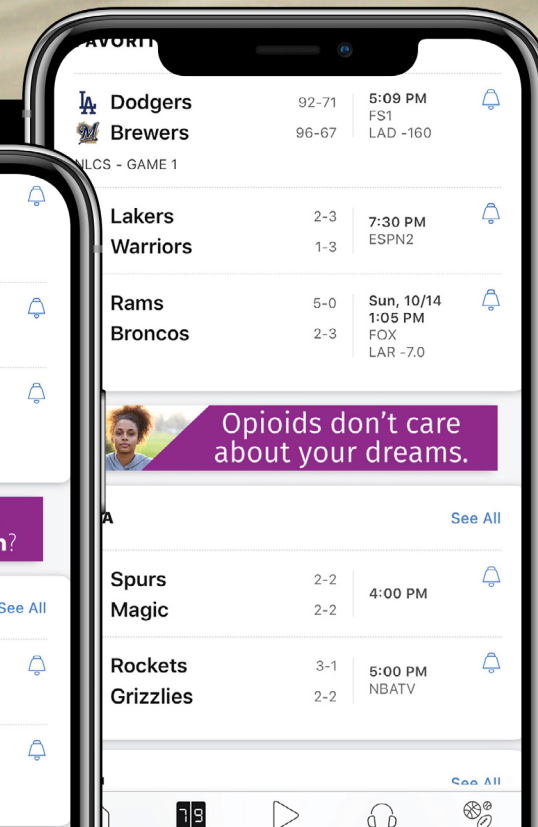 FAVORIT
Dodgers 92-71 5:09 PM
FS1
Brewers 96-67 LAD -160
NLCS - GAME 1
Lakers 2-3 7:30 PM
Warriors 1-3 ESPN2
Rams 5-0 Sun, 10/14
1:05 PM
Broncos 2-3 FOX
LAR -7.0
Opioids don't care
about your dreams.
A See All
Spurs 2-2 4:00 PM
Magic 2-2
Rockets 3-1 5:00 PM
Grizzlies 2-2 NBATV
See All
79
n?
See All